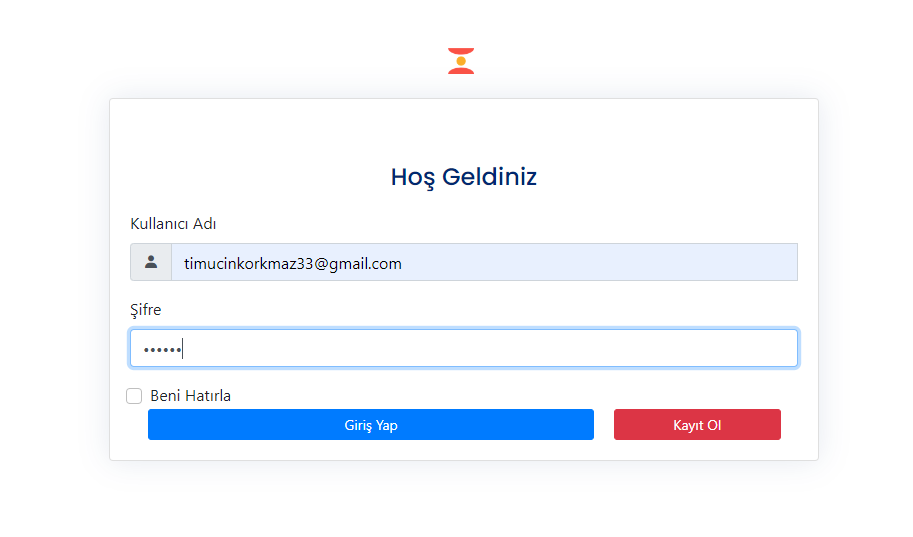 Hoş Geldiniz
Kullanıcı Adı
timucinkorkmaz33@gmail.com
Şifre
••••••
Beni Hatırla
Giriş Yap Kayıt Ol